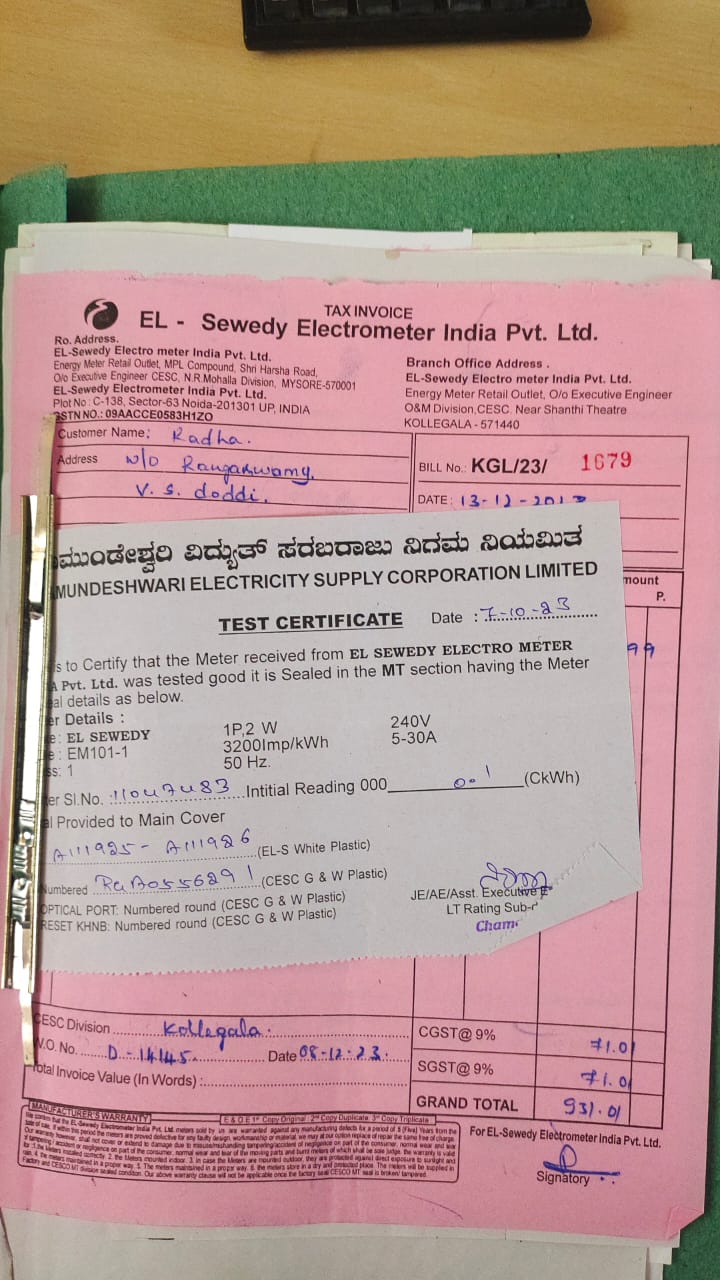 TAX INVOICE
EL - Sewedy Electrometer India Pvt. Ltd.
Ro. Address.
EL-Sewedy Electro meter India Pvt. Ltd.
Energy Meter Retail Outlet, MPL Compound, Shri Harsha Road,
O/o Executive Engineer CESC, N.R.Mohalla Division, MYSORE-570001
EL-Sewedy Electrometer India Pvt. Ltd.
Plot No : C-138, Sector-63 Noida-201301 UP, INDIA
GSTN NO.: 09AACCE0583H1ZO
Branch Office Address .
EL-Sewedy Electro meter India Pvt. Ltd.
Energy Meter Retail Outlet, O/o Executive Engineer
O&M Division,CESC. Near Shanthi Theatre
KOLLEGALA - 571440
Customer Name: Radha.
Address W/o Rangaswamy.
V. S. doddi.
BILL No.: KGL/23/ 1679
DATE : 13-12-
mount
P.
99
ಮುಂಡೇಶ್ವರಿ ವಿದ್ಯುತ್ ಸರಬರಾಜು ನಿಗಮ ನಿಯಮಿತ
MUNDESHWARI ELECTRICITY SUPPLY CORPORATION LIMITED
TEST CERTIFICATE Date : 7-10-23
s to Certify that the Meter received from EL SEWEDY ELECTRO METER
A Pvt. Ltd. was tested good it is Sealed in the MT section having the Meter
al details as below.
er Details :
e: EL SEWEDY 1P,2 W 240V
e : EM101-1 3200Imp/kWh 5-30A
ss: 1 50 Hz.
ter Sl.No. 11047483 Intitial Reading 000 00.1 (CkWh)
al Provided to Main Cover
A111925- A111926 (EL-S White Plastic)
Numbered (CESC G & W Plastic)
OPTICAL PORT: Numbered round (CESC G & W Plastic)
RESET KHNB: Numbered round (CESC G & W Plastic)
JE/AE/Asst. Executive E
LT Rating Sub-
Cham
CESC Division Kollegala.
W.O. No. D-14145. Date 08-12-23.
Total Invoice Value (In Words) :
CGST@ 9% 71.01
SGST@ 9% 71.01
GRAND TOTAL 931.01
MANUFACTURER'S WARRANTY
E & O E 1st Copy Original : 2nd Copy Duplicate 3rd Copy Triplicate
For EL-Sewedy Electrometer India Pvt. Ltd.
Signatory